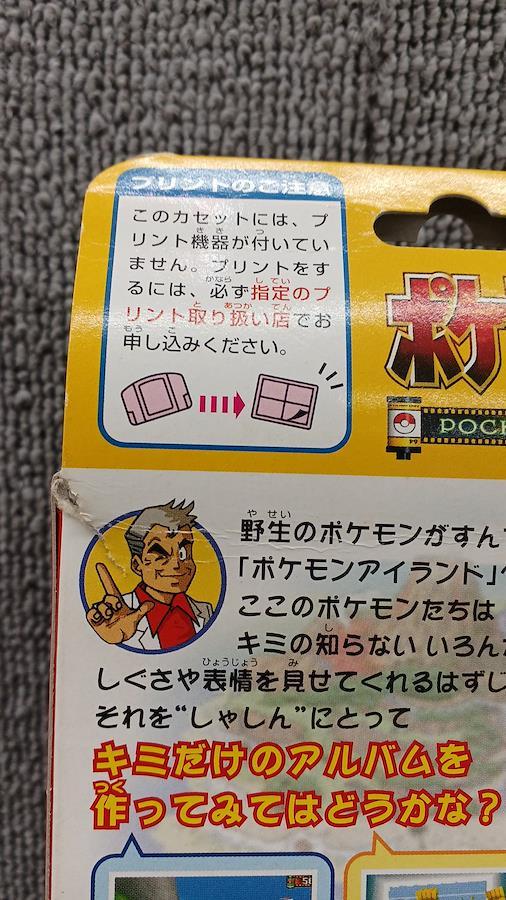 プリントのご注意
このカセットには、プ
リント機器が付いてい
ません。プリントをす
るには、必ず指定のプ
リント取り扱い店でお
申し込みください。
ポケ
POC
64
野生のポケモンがすん
「ポケモンアイランド」
ここのポケモンたちは
キミの知らないいろん
しぐさや表情を見せてくれるはずじ
それを“しゃしん”にとって
キミだけのアルバムを
作ってみてはどうかな？